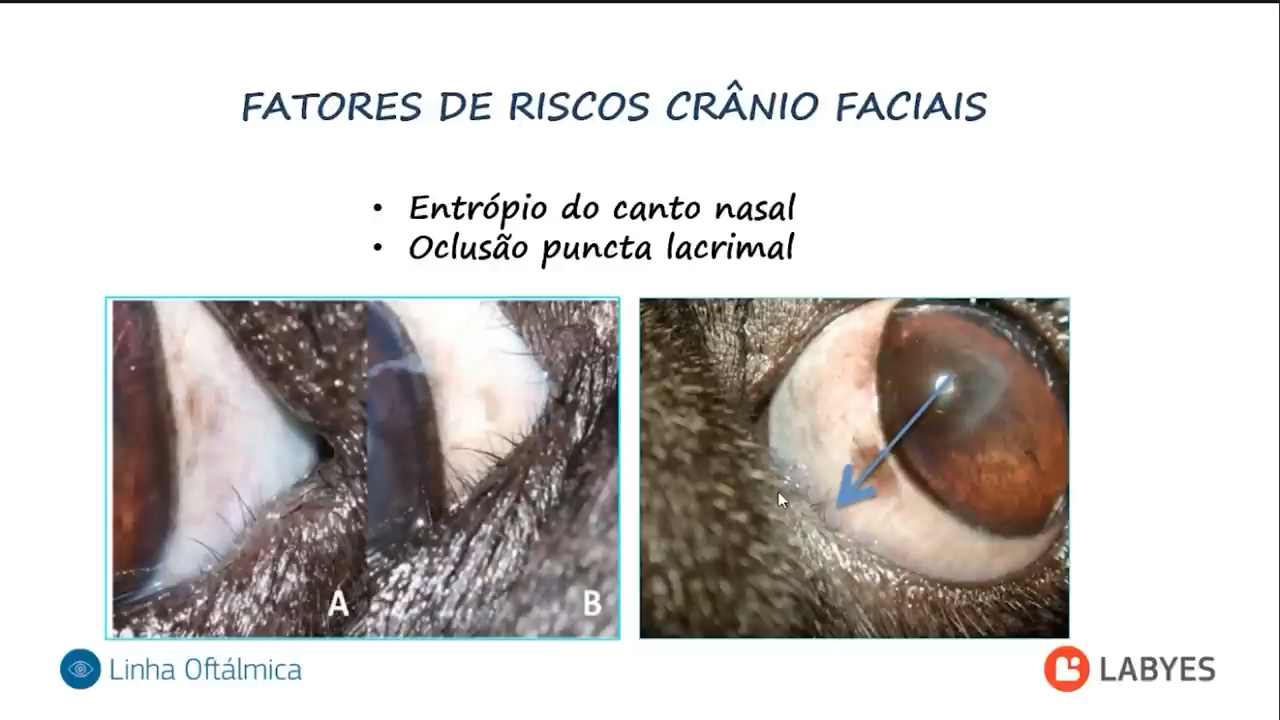 FATORES DE RISCOS CRÂNIO FACIAIS
• Entrópio do canto nasal
• Oclusão puncta lacrimal
A
B
Linha Oftálmica
LABYES